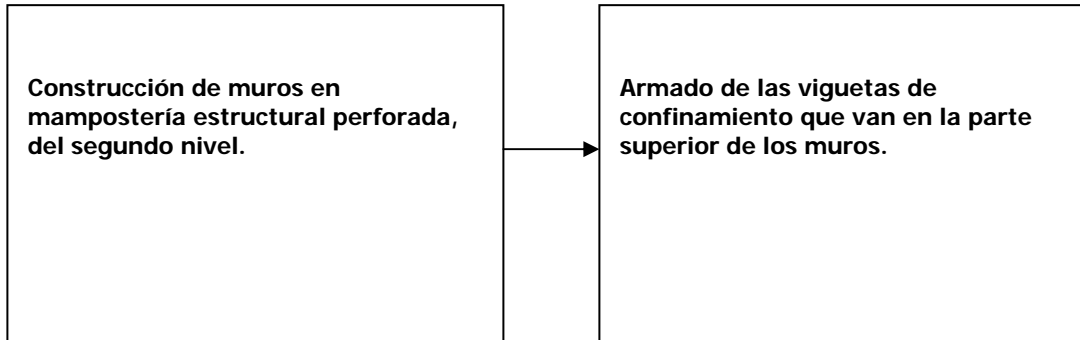 Construcción de muros en
mampostería estructural perforada,
del segundo nivel.
Armado de las viguetas de
confinamiento que van en la parte
superior de los muros.